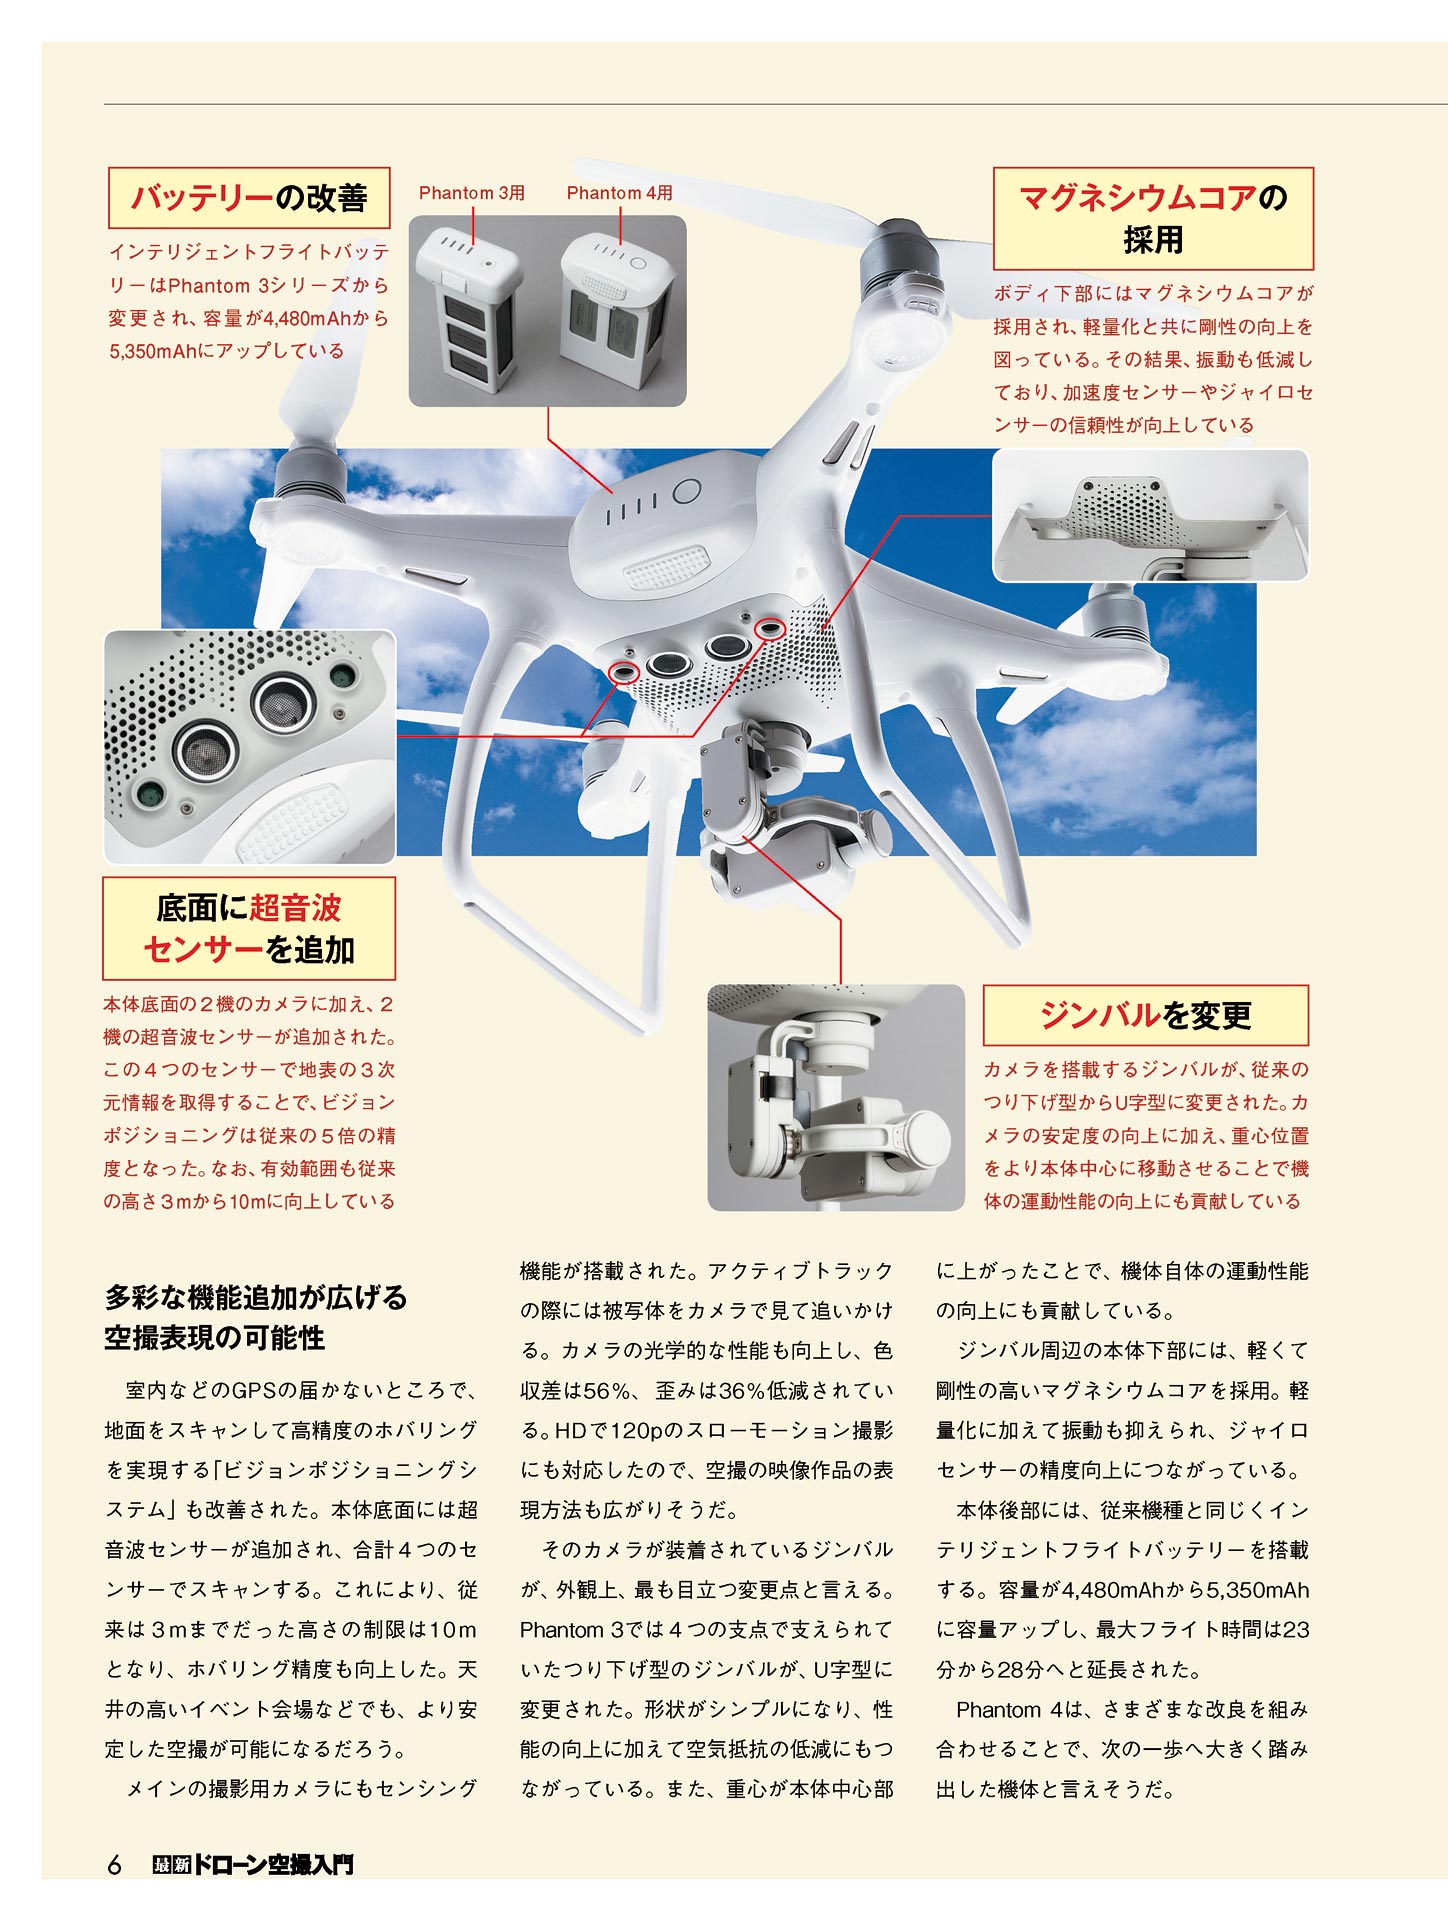 バッテリーの改善
インテリジェントフライトバッテ
リーはPhantom 3シリーズから
変更され、容量が4,480mAhから
5,350mAhにアップしている
Phantom 3用
Phantom 4用
マグネシウムコアの
採用
ボディ下部にはマグネシウムコアが
採用され、軽量化と共に剛性の向上を
図っている。その結果、振動も低減し
ており、加速度センサーやジャイロセ
ンサーの信頼性が向上している
底面に超音波
センサーを追加
本体底面の２機のカメラに加え、２
機の超音波センサーが追加された。
この４つのセンサーで地表の３次
元情報を取得することで、ビジョン
ポジショニングは従来の５倍の精
度となった。なお、有効範囲も従来
の高さ３mから10mに向上している
ジンバルを変更
カメラを搭載するジンバルが、従来の
つり下げ型からU字型に変更された。カ
メラの安定度の向上に加え、重心位置
をより本体中心に移動させることで機
体の運動性能の向上にも貢献している
多彩な機能追加が広げる
空撮表現の可能性
室内などのGPSの届かないところで、
地面をスキャンして高精度のホバリング
を実現する「ビジョンポジショニングシ
ステム」も改善された。本体底面には超
音波センサーが追加され、合計４つのセ
ンサーでスキャンする。これにより、従
来は３mまでだった高さの制限は10m
となり、ホバリング精度も向上した。天
井の高いイベント会場などでも、より安
定した空撮が可能になるだろう。
メインの撮影用カメラにもセンシング
機能が搭載された。アクティブトラック
の際には被写体をカメラで見て追いかけ
る。カメラの光学的な性能も向上し、色
収差は56％、歪みは36％低減されてい
る。HDで120pのスローモーション撮影
にも対応したので、空撮の映像作品の表
現方法も広がりそうだ。
そのカメラが装着されているジンバル
が、外観上、最も目立つ変更点と言える。
Phantom 3では４つの支点で支えられて
いたつり下げ型のジンバルが、U字型に
変更された。形状がシンプルになり、性
能の向上に加えて空気抵抗の低減にもつ
ながっている。また、重心が本体中心部
に上がったことで、機体自体の運動性能
の向上にも貢献している。
ジンバル周辺の本体下部には、軽くて
剛性の高いマグネシウムコアを採用。軽
量化に加えて振動も抑えられ、ジャイロ
センサーの精度向上につながっている。
本体後部には、従来機種と同じくイン
テリジェントフライトバッテリーを搭載
する。容量が4,480mAhから5,350mAh
に容量アップし、最大フライト時間は23
分から28分へと延長された。
Phantom 4は、さまざまな改良を組み
合わせることで、次の一歩へ大きく踏み
出した機体と言えそうだ。
6 最新ドローン空撮入門